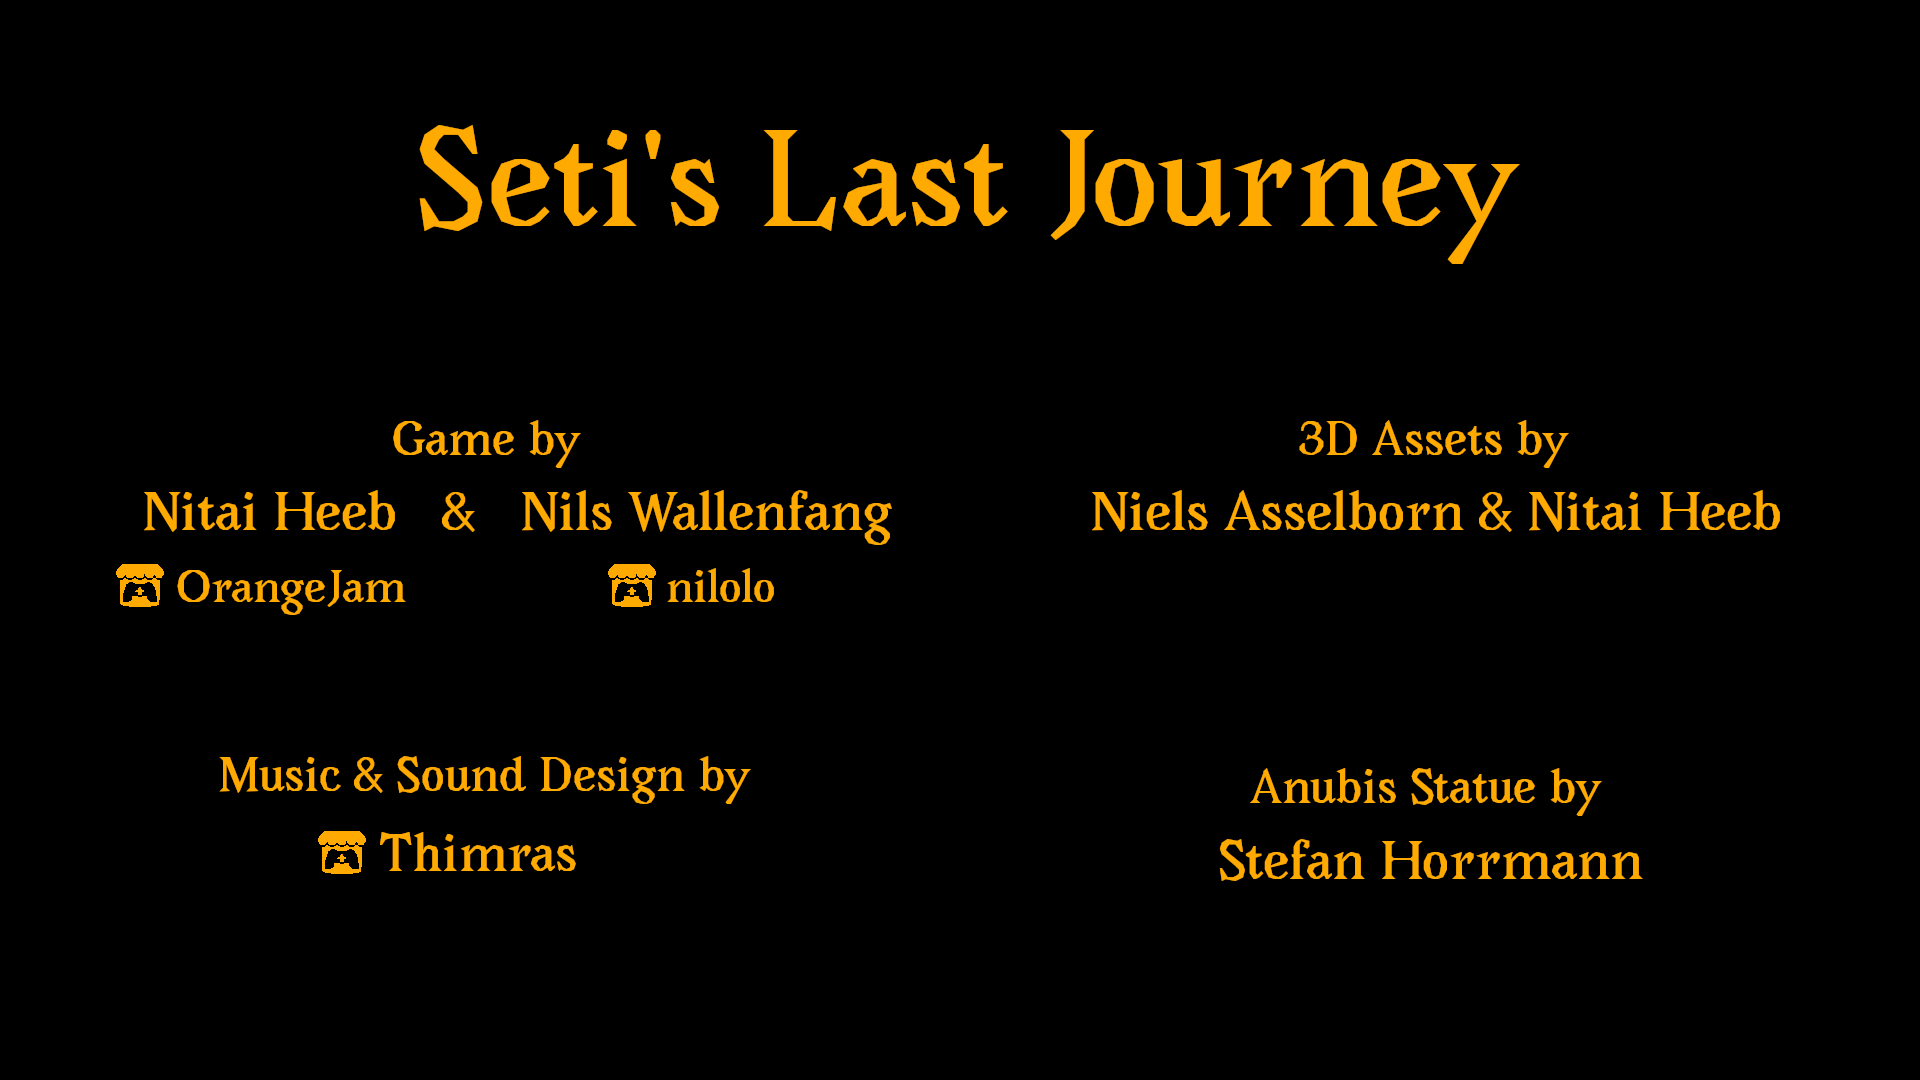 Seti's Last Journey
Game by
Nitai Heeb & Nils Wallenfang
OrangeJam nilolo
3D Assets by
Niels Asselborn & Nitai Heeb
Music & Sound Design by
Thimras
Anubis Statue by
Stefan Horrmann